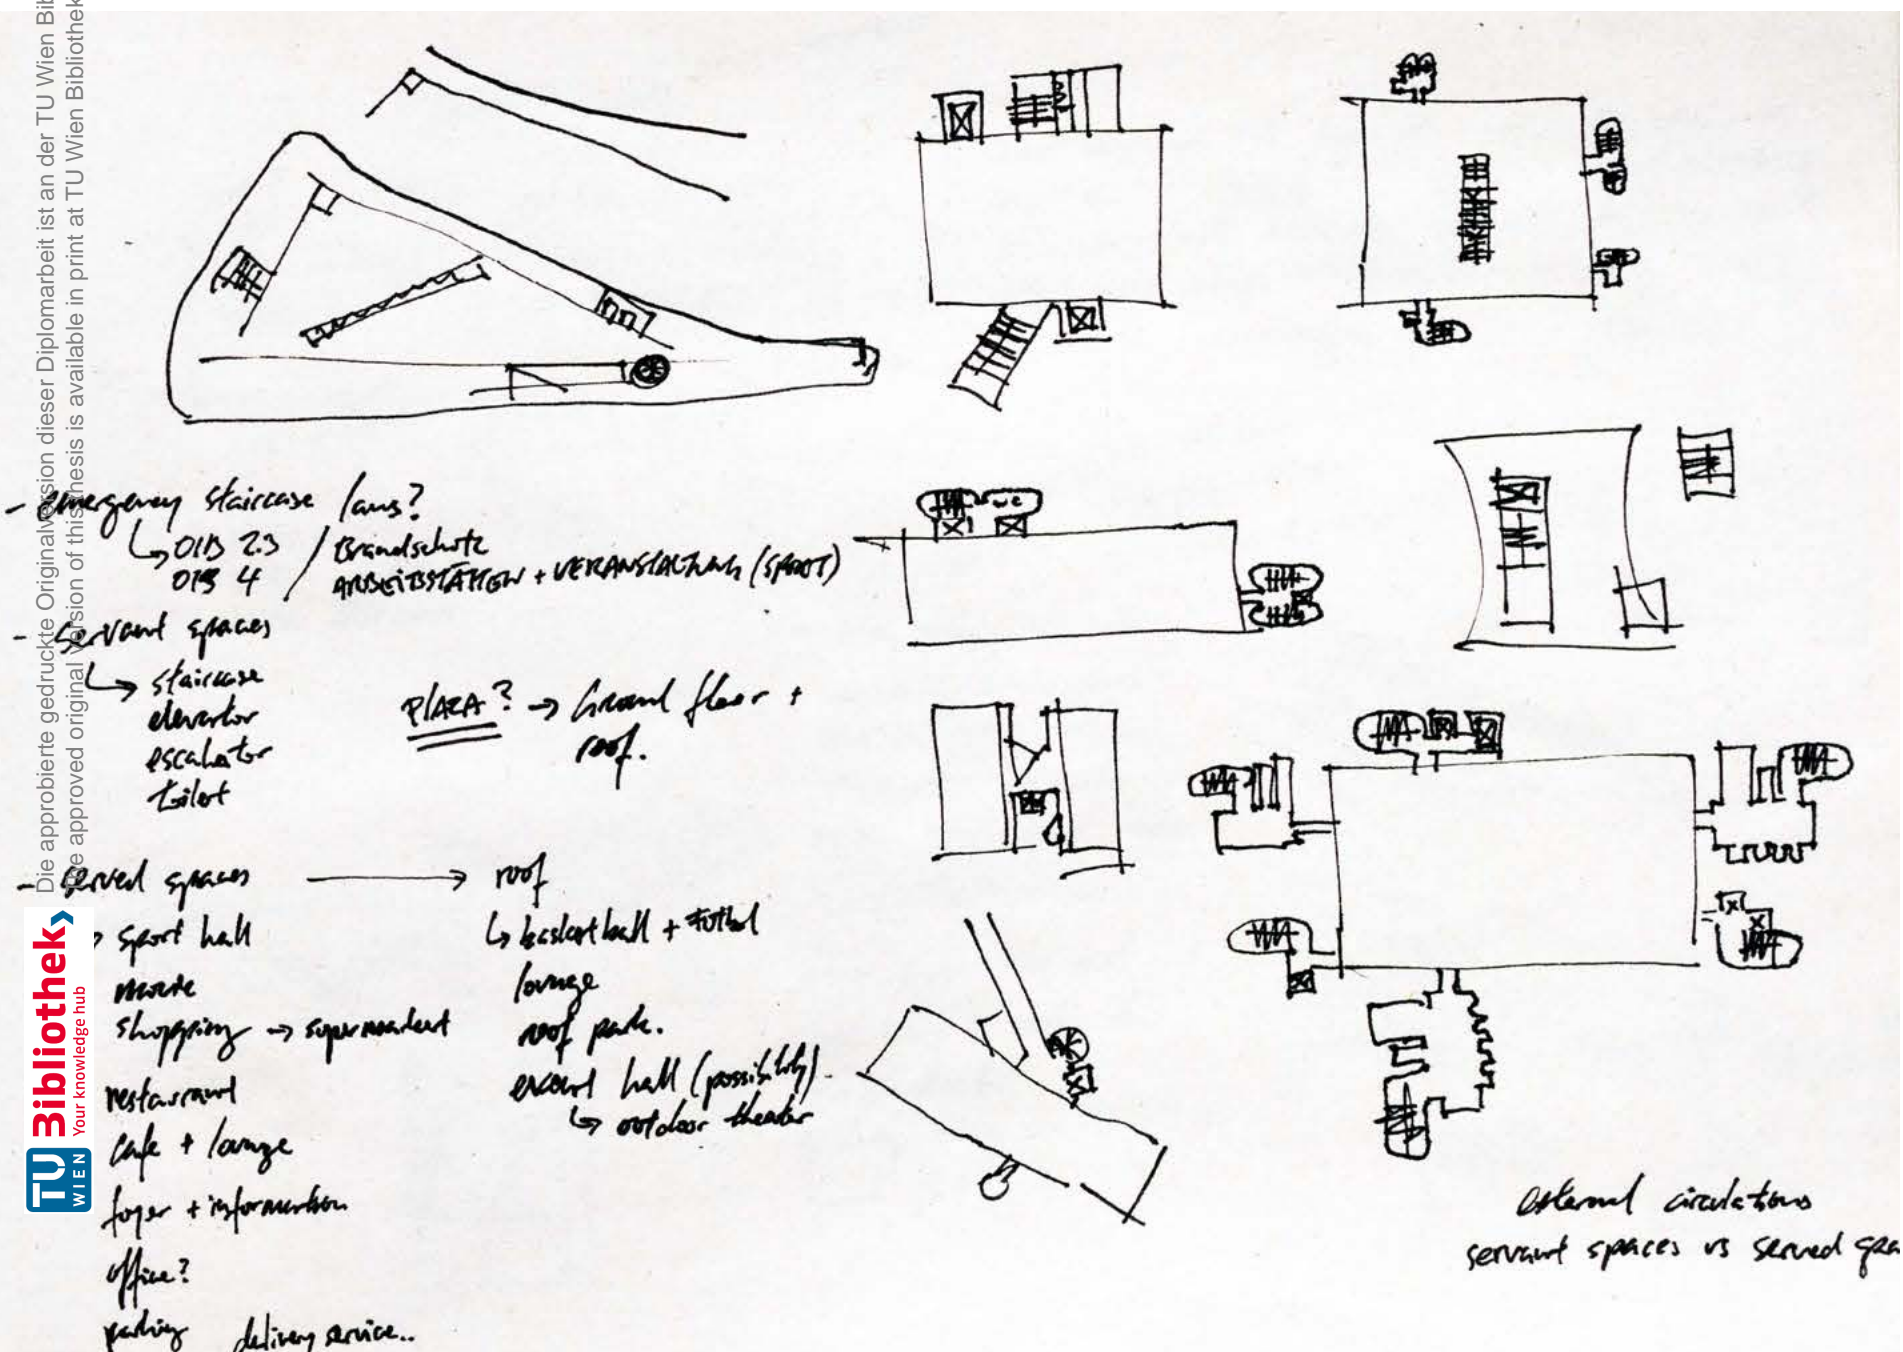 Die approbierte gedruckte Originalversion dieser Diplomarbeit ist an der TU Wien Bib
The approved original version of this thesis is available in print at TU Wien Bibliothek
TU Bibliothek
WIEN Your knowledge hub
- emergency staircase laws?
↳ OIB 2.3 / Brandschutz
OIB 4 / ARBEITSSTÄTTEN + VERANSTALTUNG (SPORT)
- servant spaces
↳ staircase
elevator
escalator
toilet
PLAZA? → Ground floor +
roof.
- served spaces → roof
→ sport hall
movie
shopping → supermarket
restaurant
cafe + lounge
foyer + information
office?
parking delivery service..
↳ basketball + futbol
lounge
roof park.
hall (possibility)
↳ outdoor theater
WC
external circulations
servant spaces vs served spa